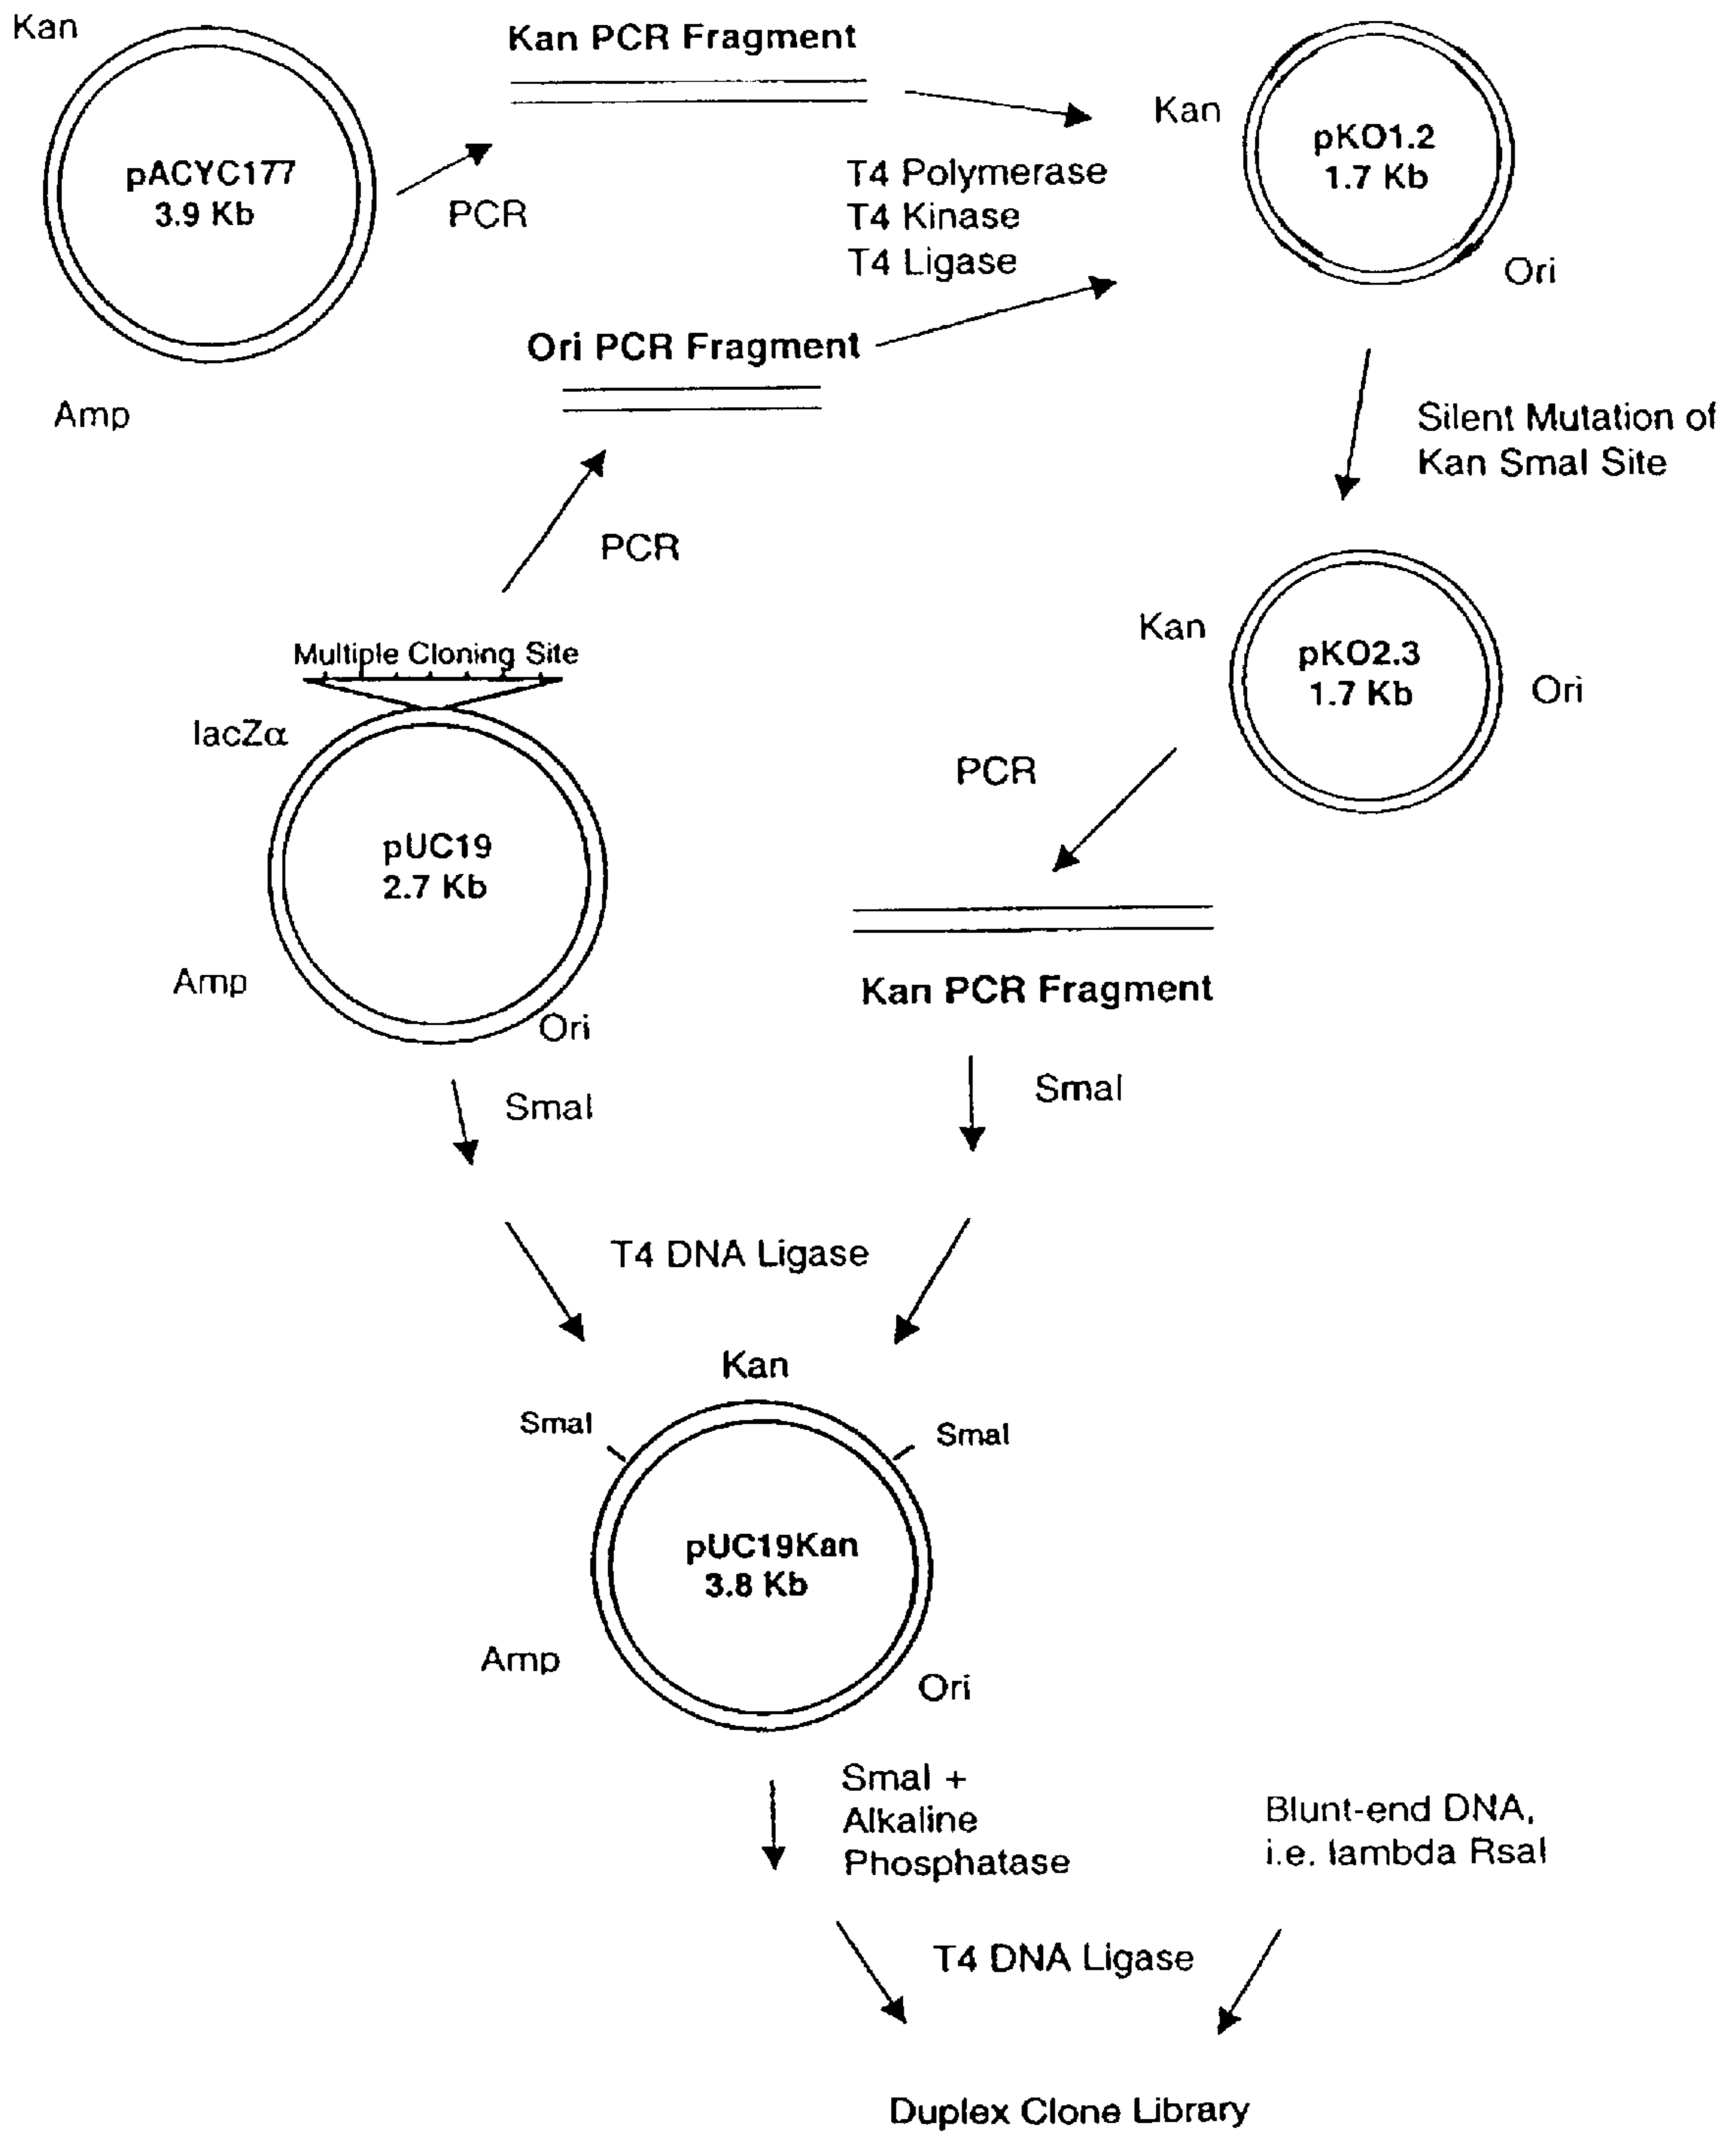 Kan
Kan PCR Fragment
pACYC177
3.9 Kb
PCR
T4 Polymerase
T4 Kinase
T4 Ligase
Kan
pKO1.2
1.7 Kb
Ori
Ori PCR Fragment
Amp
Silent Mutation of
Kan SmaI Site
PCR
Multiple Cloning Site
lacZα
Kan
pKO2.3
1.7 Kb
Ori
PCR
pUC19
2.7 Kb
Amp
Ori
Kan PCR Fragment
SmaI
SmaI
T4 DNA Ligase
Kan
SmaI
SmaI
pUC19Kan
3.8 Kb
Amp
Ori
SmaI +
Alkaline
Phosphatase
Blunt-end DNA,
i.e. lambda RsaI
T4 DNA Ligase
Duplex Clone Library